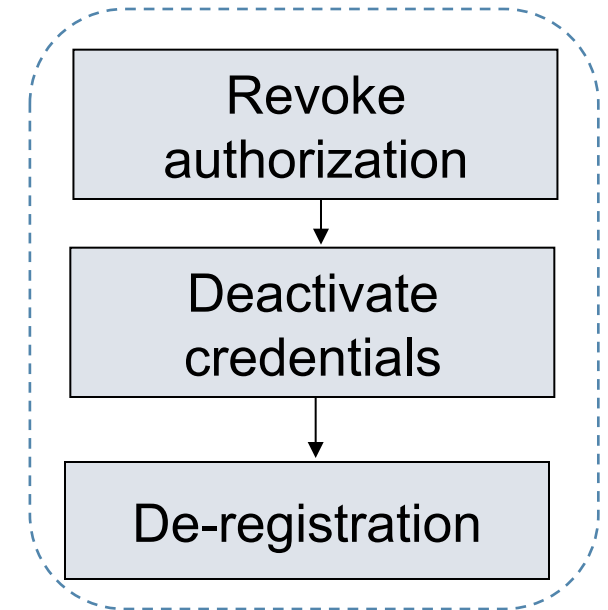 Revoke
authorization
Deactivate
credentials
De-registration